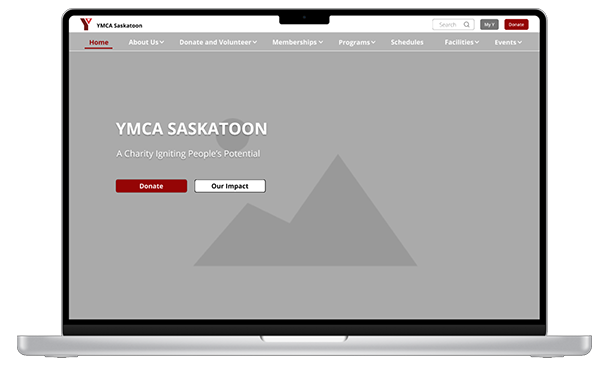 YMCA Saskatoon
Search
My Y
Donate
Home About Us Donate and Volunteer Memberships Programs Schedules Facilities Events
YMCA SASKATOON
A Charity Igniting People's Potential
Donate Our Impact